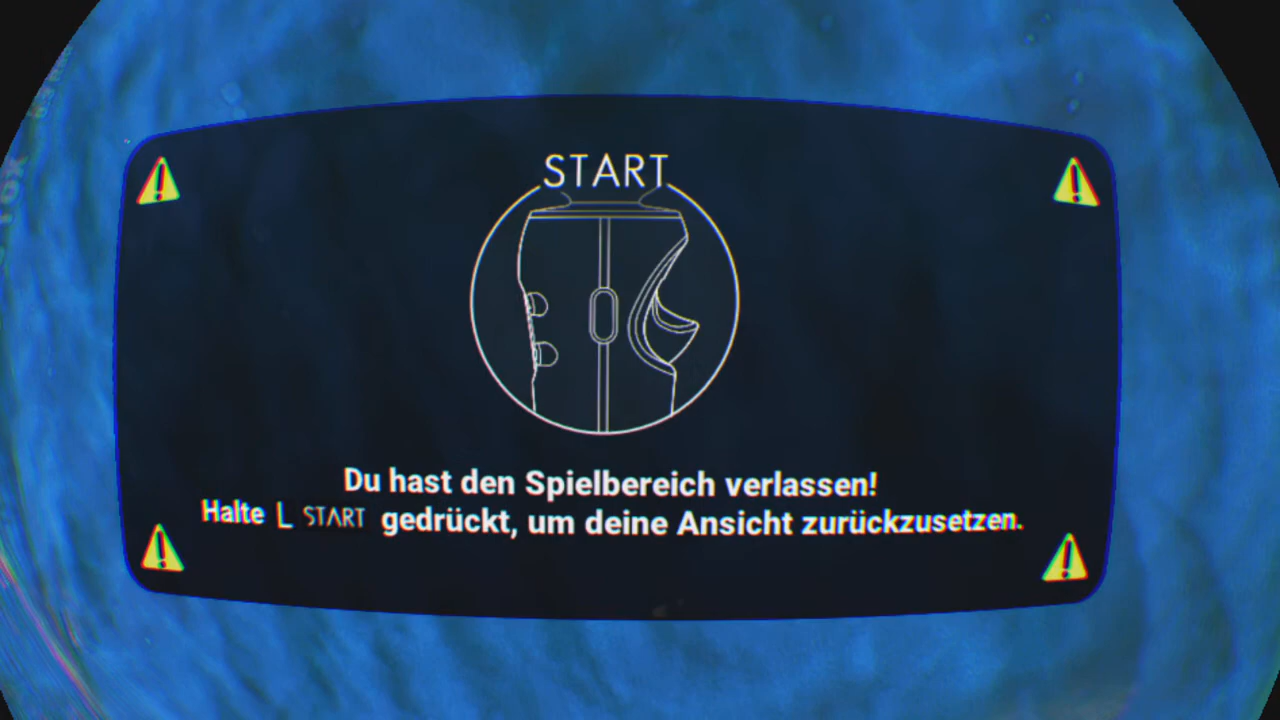 START
Du hast den Spielbereich verlassen!
Halte L START gedrückt, um deine Ansicht zurückzusetzen.